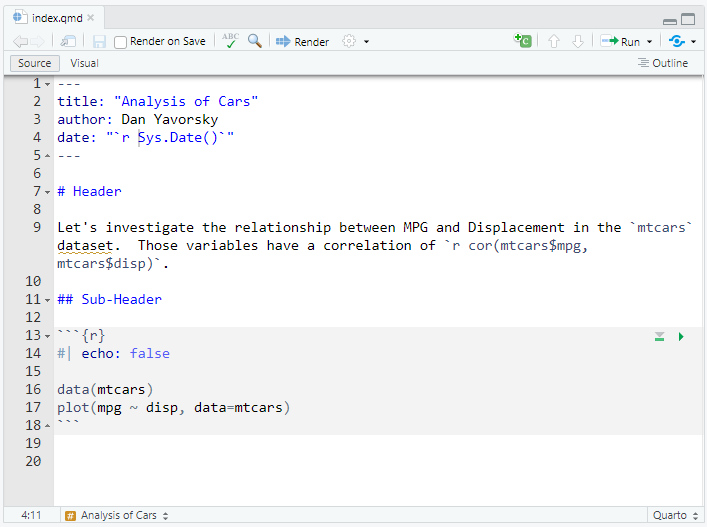 index.qmd
Render on Save
ABC
Render
C
Run
Source
Visual
Outline
1 ---
2 title: "Analysis of Cars"
3 author: Dan Yavorsky
4 date: "`r Sys.Date()`"
5 ---
6
7 # Header
8
9 Let's investigate the relationship between MPG and Displacement in the `mtcars`
dataset.  Those variables have a correlation of `r cor(mtcars$mpg,
mtcars$disp)`.
10
11 ## Sub-Header
12
13 ```{r}
14 #| echo: false
15
16 data(mtcars)
17 plot(mpg ~ disp, data=mtcars)
18 ```
19
20
4:11
# Analysis of Cars
Quarto